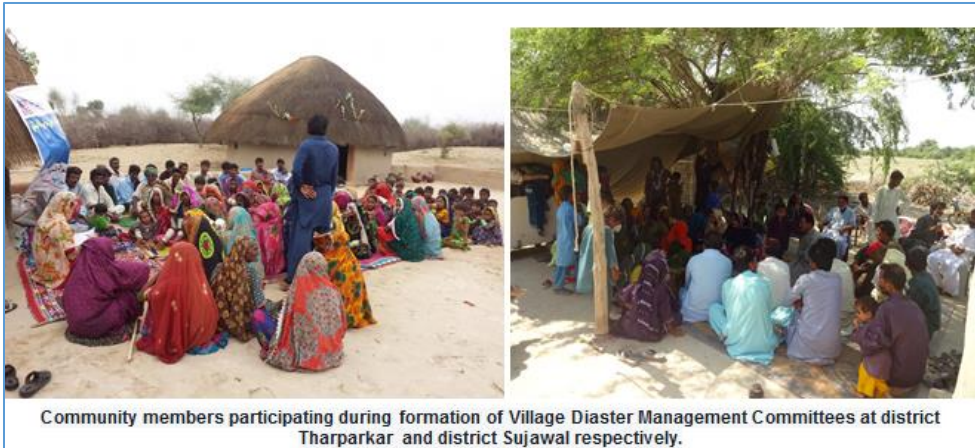 Community members participating during formation of Village Diaster Management Committees at district
Tharparkar and district Sujawal respectively.